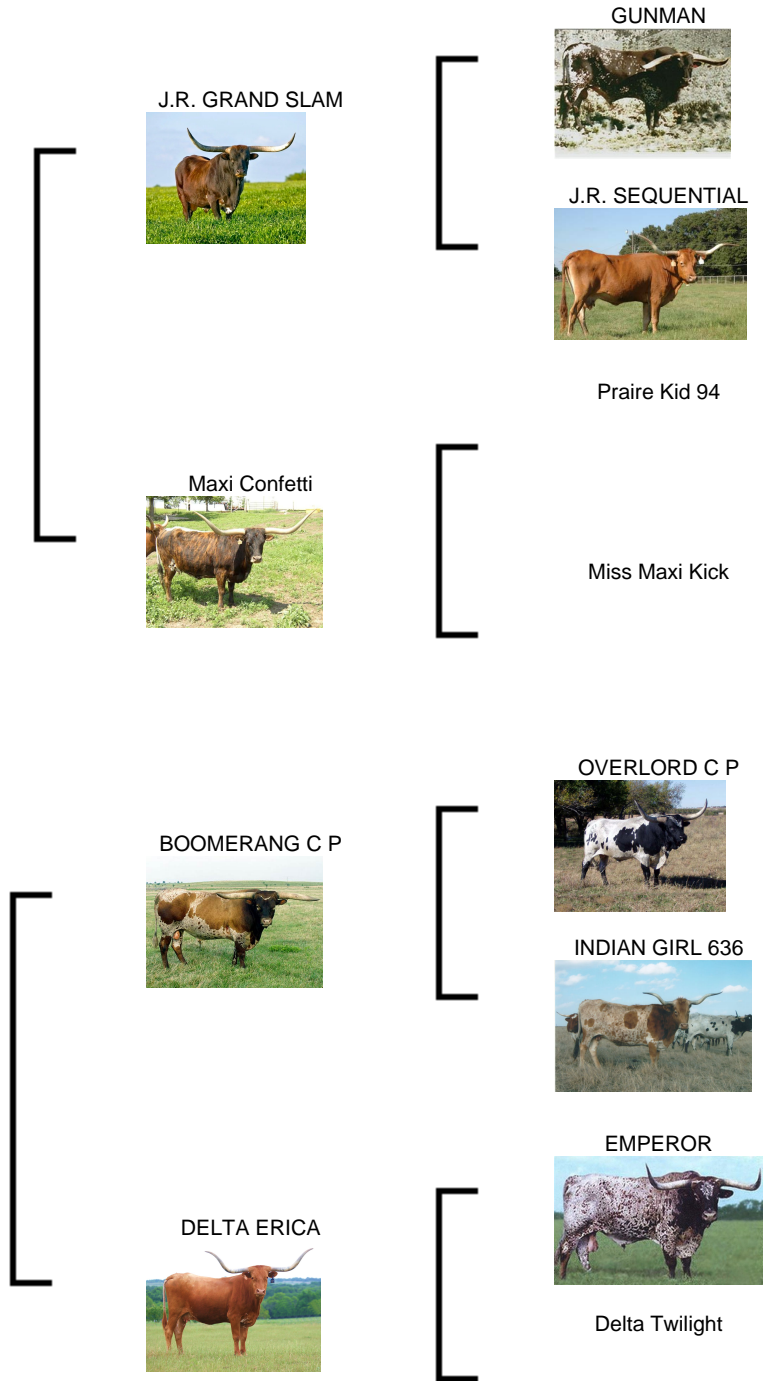 GUNMAN
J.R. GRAND SLAM
J.R. SEQUENTIAL
Praire Kid 94
Maxi Confetti
Miss Maxi Kick
OVERLORD C P
BOOMERANG C P
INDIAN GIRL 636
EMPEROR
DELTA ERICA
Delta Twilight